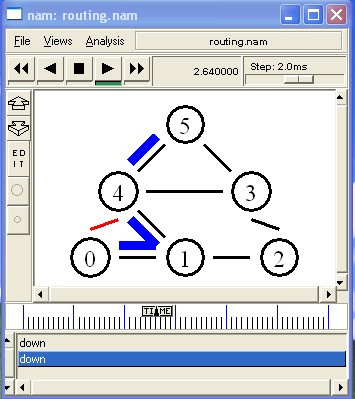 nam: routing.nam
File Views Analysis routing.nam
2.640000 Step: 2.0ms
5
E D
I T
4 3
0 1 2
TIME
down
down